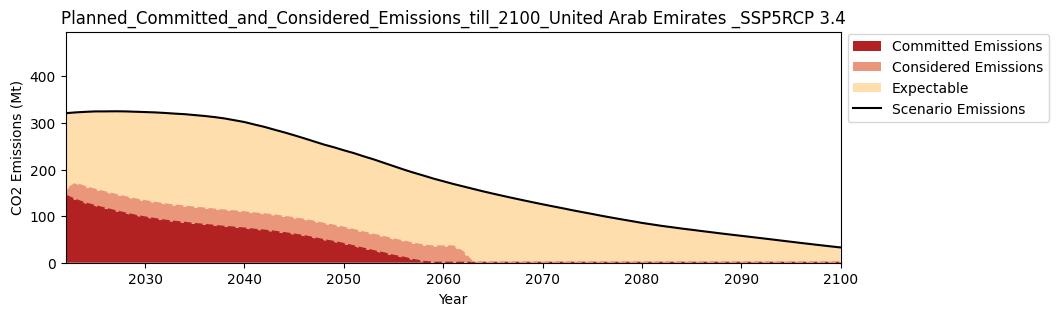 Planned_Committed_and_Considered_Emissions_till_2100_United Arab Emirates _SSP5RCP 3.4
Committed Emissions
Considered Emissions
Expectable
Scenario Emissions
CO2 Emissions (Mt)
400
300
200
100
0
2030 2040 2050 2060 2070 2080 2090 2100
Year